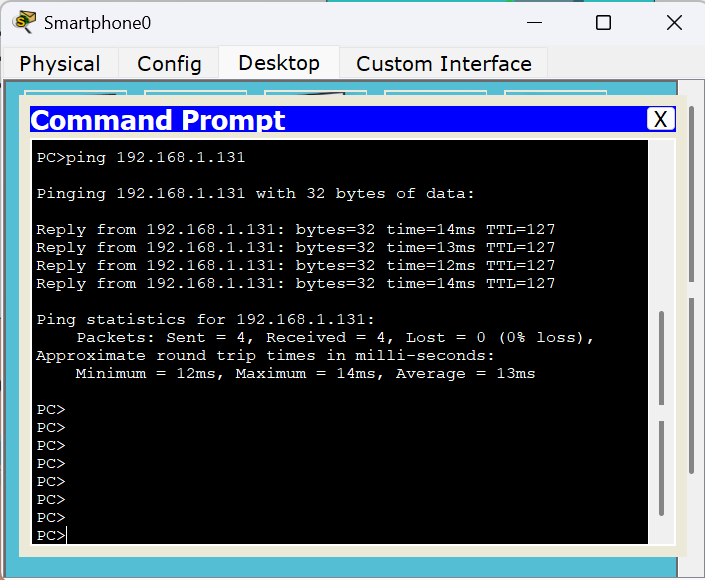 Smartphone0
Physical Config Desktop Custom Interface
Command Prompt X
PC>ping 192.168.1.131
Pinging 192.168.1.131 with 32 bytes of data:
Reply from 192.168.1.131: bytes=32 time=14ms TTL=127
Reply from 192.168.1.131: bytes=32 time=13ms TTL=127
Reply from 192.168.1.131: bytes=32 time=12ms TTL=127
Reply from 192.168.1.131: bytes=32 time=14ms TTL=127
Ping statistics for 192.168.1.131:
Packets: Sent = 4, Received = 4, Lost = 0 (0% loss),
Approximate round trip times in milli-seconds:
Minimum = 12ms, Maximum = 14ms, Average = 13ms
PC>
PC>
PC>
PC>
PC>
PC>
PC>
PC>